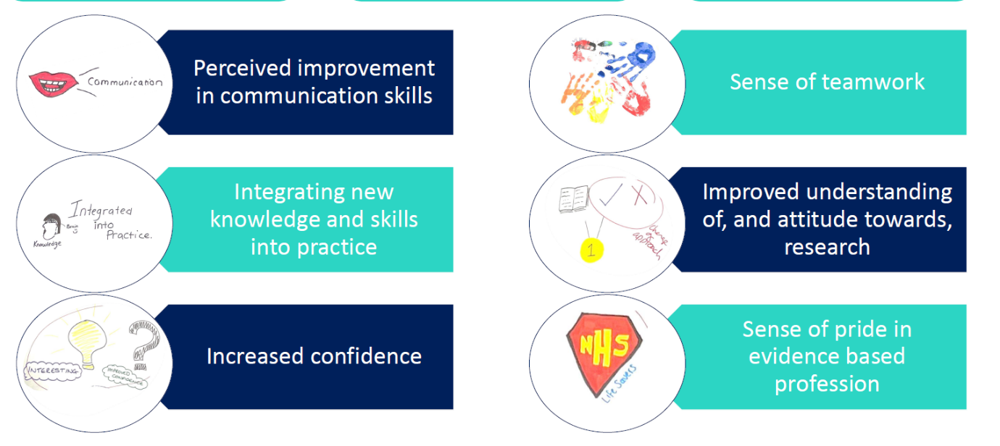 Communication
Perceived improvement
in communication skills
Sense of teamwork
Integrated
into
Practice.
Brain
Knowledge
Integrating new
knowledge and skills
into practice
1
Change
of
approach
Improved understanding
of, and attitude towards,
research
INTERESTING
IMPROVED
CONFIDENCE
Increased confidence
NHS
Life Savers
Sense of pride in
evidence based
profession